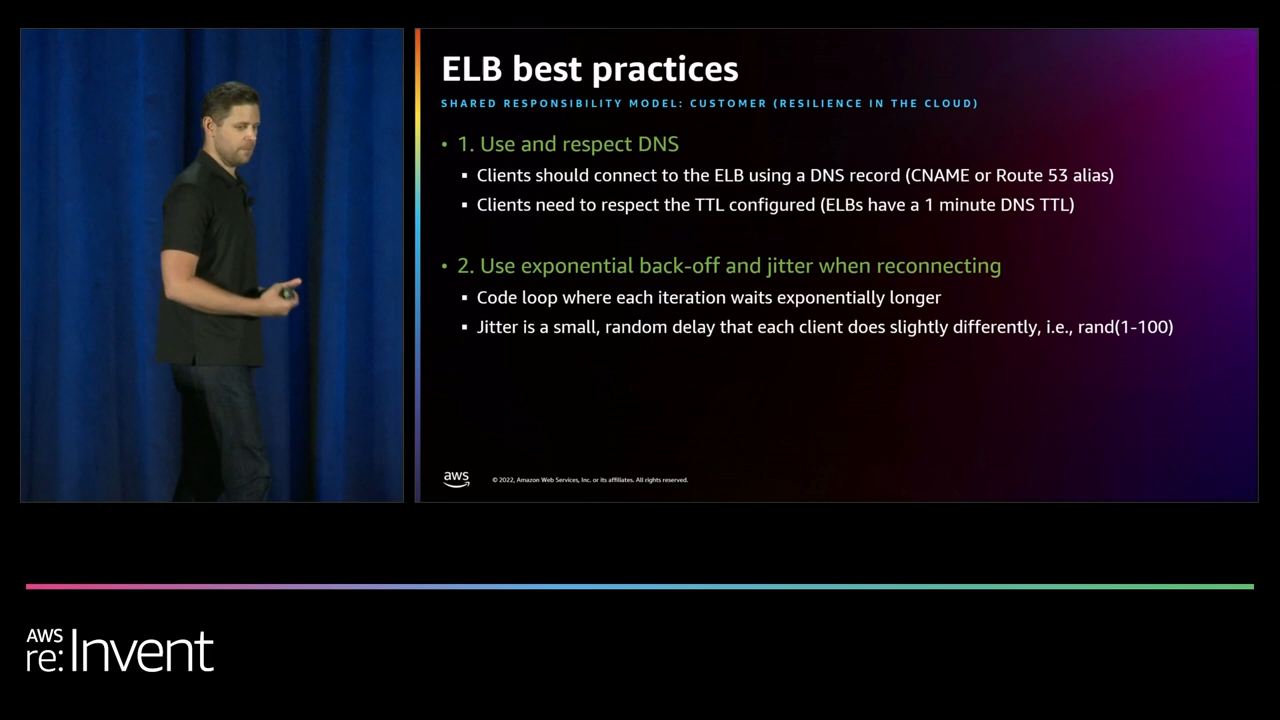 ELB best practices
SHARED RESPONSIBILITY MODEL: CUSTOMER (RESILIENCE IN THE CLOUD)
• 1. Use and respect DNS
▪ Clients should connect to the ELB using a DNS record (CNAME or Route 53 alias)
▪ Clients need to respect the TTL configured (ELBs have a 1 minute DNS TTL)
• 2. Use exponential back-off and jitter when reconnecting
▪ Code loop where each iteration waits exponentially longer
▪ Jitter is a small, random delay that each client does slightly differently, i.e., rand(1-100)
aws
© 2022, Amazon Web Services, Inc. or its affiliates. All rights reserved.
AWS
re:Invent